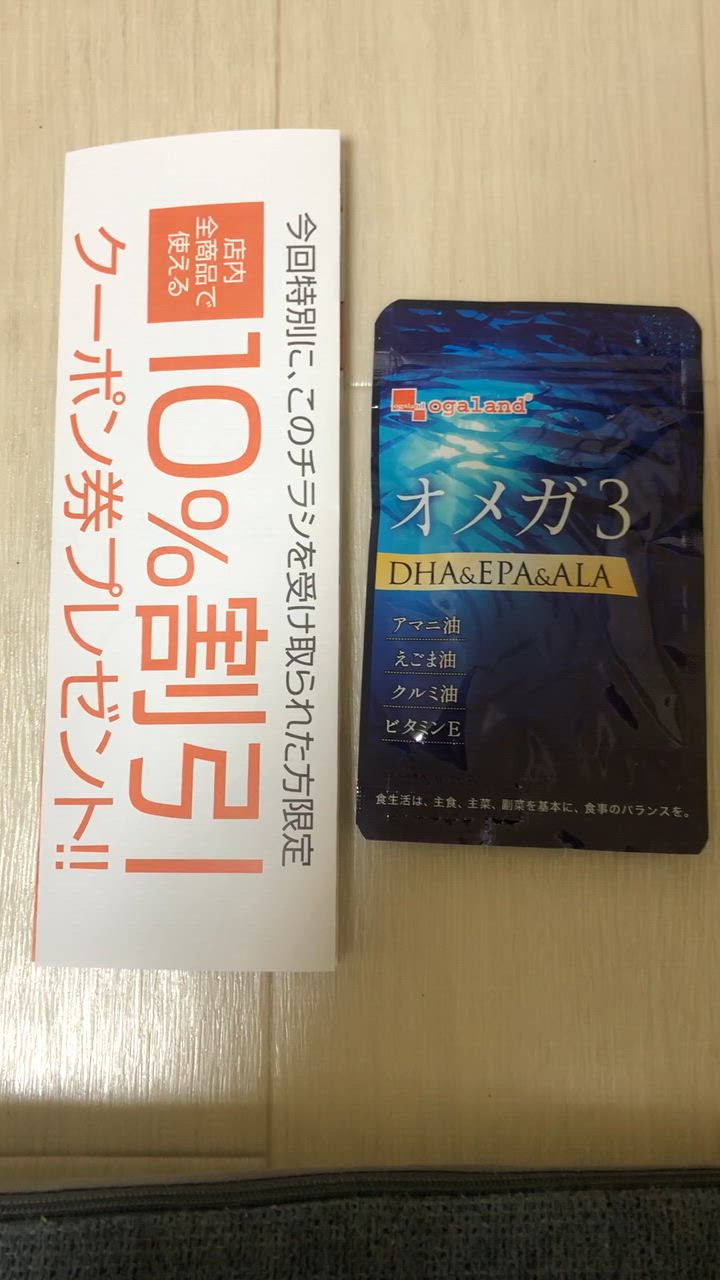 今回特別に、このチラシを受け取られた方限定
店内
全商品で
使える
10%割引
クーポン券プレゼント!!
ogaland
ogaland®
オメガ3
DHA&EPA&ALA
アマニ油
えごま油
クルミ油
ビタミンE
食生活は、主食、主菜、副菜を基本に、食事のバランスを。